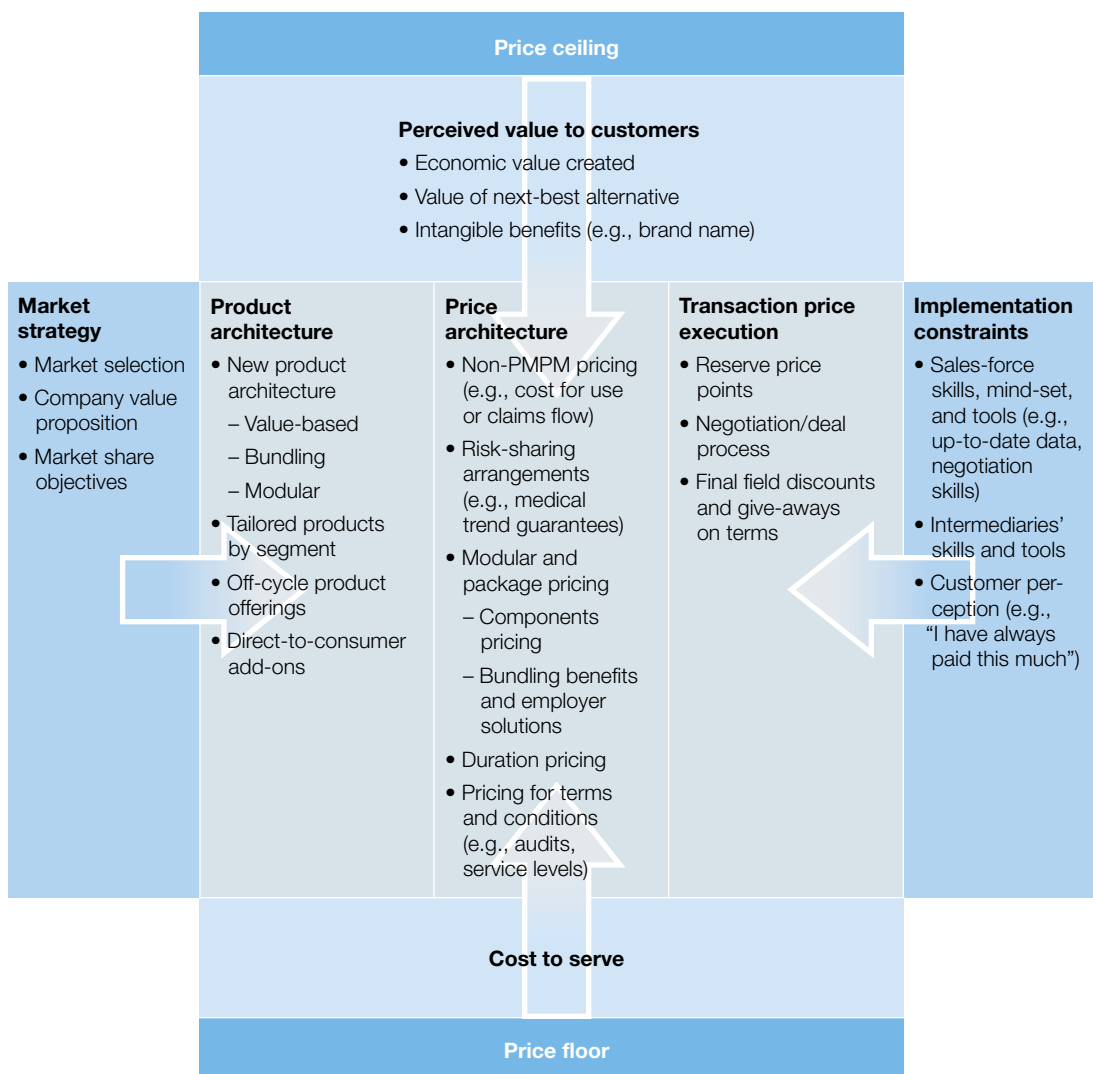 Price ceiling
Perceived value to customers
• Economic value created
• Value of next-best alternative
• Intangible benefits (e.g., brand name)
Market
strategy
• Market selection
• Company value
proposition
• Market share
objectives
Product
architecture
• New product
architecture
– Value-based
– Bundling
– Modular
• Tailored products
by segment
• Off-cycle product
offerings
• Direct-to-consumer
add-ons
Price
architecture
• Non-PMPM pricing
(e.g., cost for use
or claims flow)
• Risk-sharing
arrangements
(e.g., medical
trend guarantees)
• Modular and
package pricing
– Components
pricing
– Bundling benefits
and employer
solutions
• Duration pricing
• Pricing for terms
and conditions
(e.g., audits,
service levels)
Transaction price
execution
• Reserve price
points
• Negotiation/deal
process
• Final field discounts
and give-aways
on terms
Implementation
constraints
• Sales-force
skills, mind-set,
and tools (e.g.,
up-to-date data,
negotiation
skills)
• Intermediaries’
skills and tools
• Customer per-
ception (e.g.,
“I have always
paid this much”)
Cost to serve
Price floor